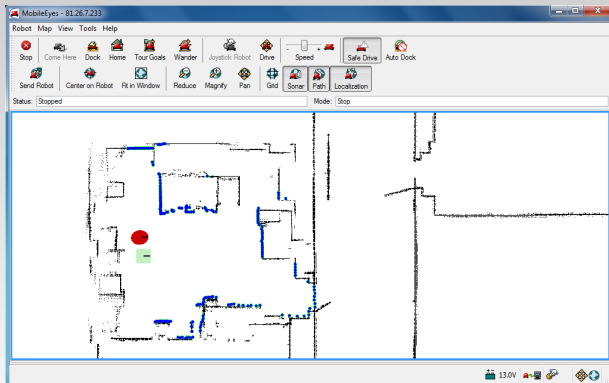 MobileEyes - 81.26.7.233
Robot Map View Tools Help
Stop Come Here Dock Home Tour Goals Wander Joystick Robot Drive Speed Safe Drive Auto Dock
Send Robot Center on Robot Fit in Window Reduce Magnify Pan Grid Sonar Path Localization
Status: Stopped Mode: Stop
13.0V